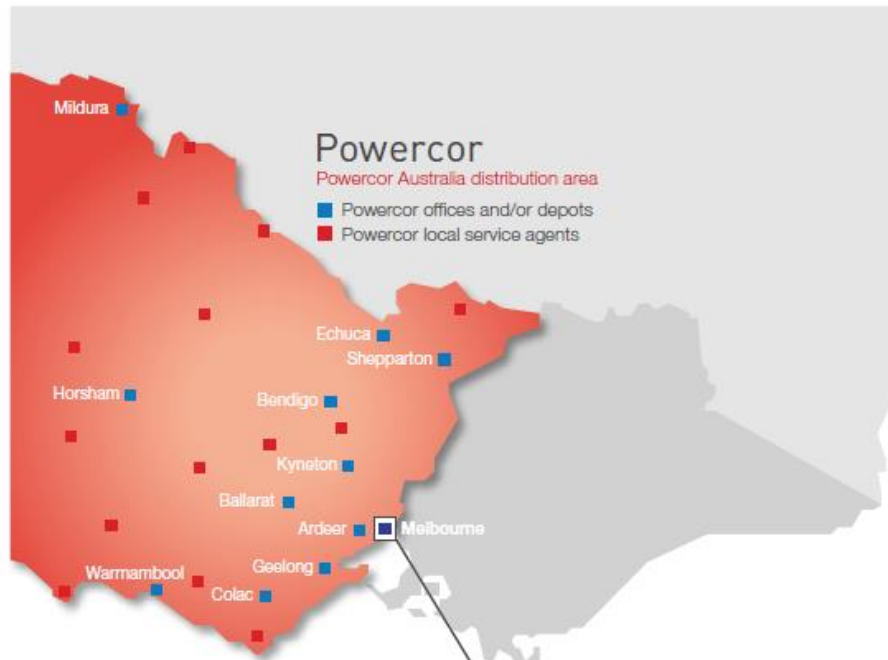 Mildura
Powercor
Powercor Australia distribution area
Powercor offices and/or depots
Powercor local service agents
Echuca
Shepparton
Horsham
Bendigo
Kyneton
Ballarat
Ardeer
Melbourne
Geelong
Warrnambool
Colac